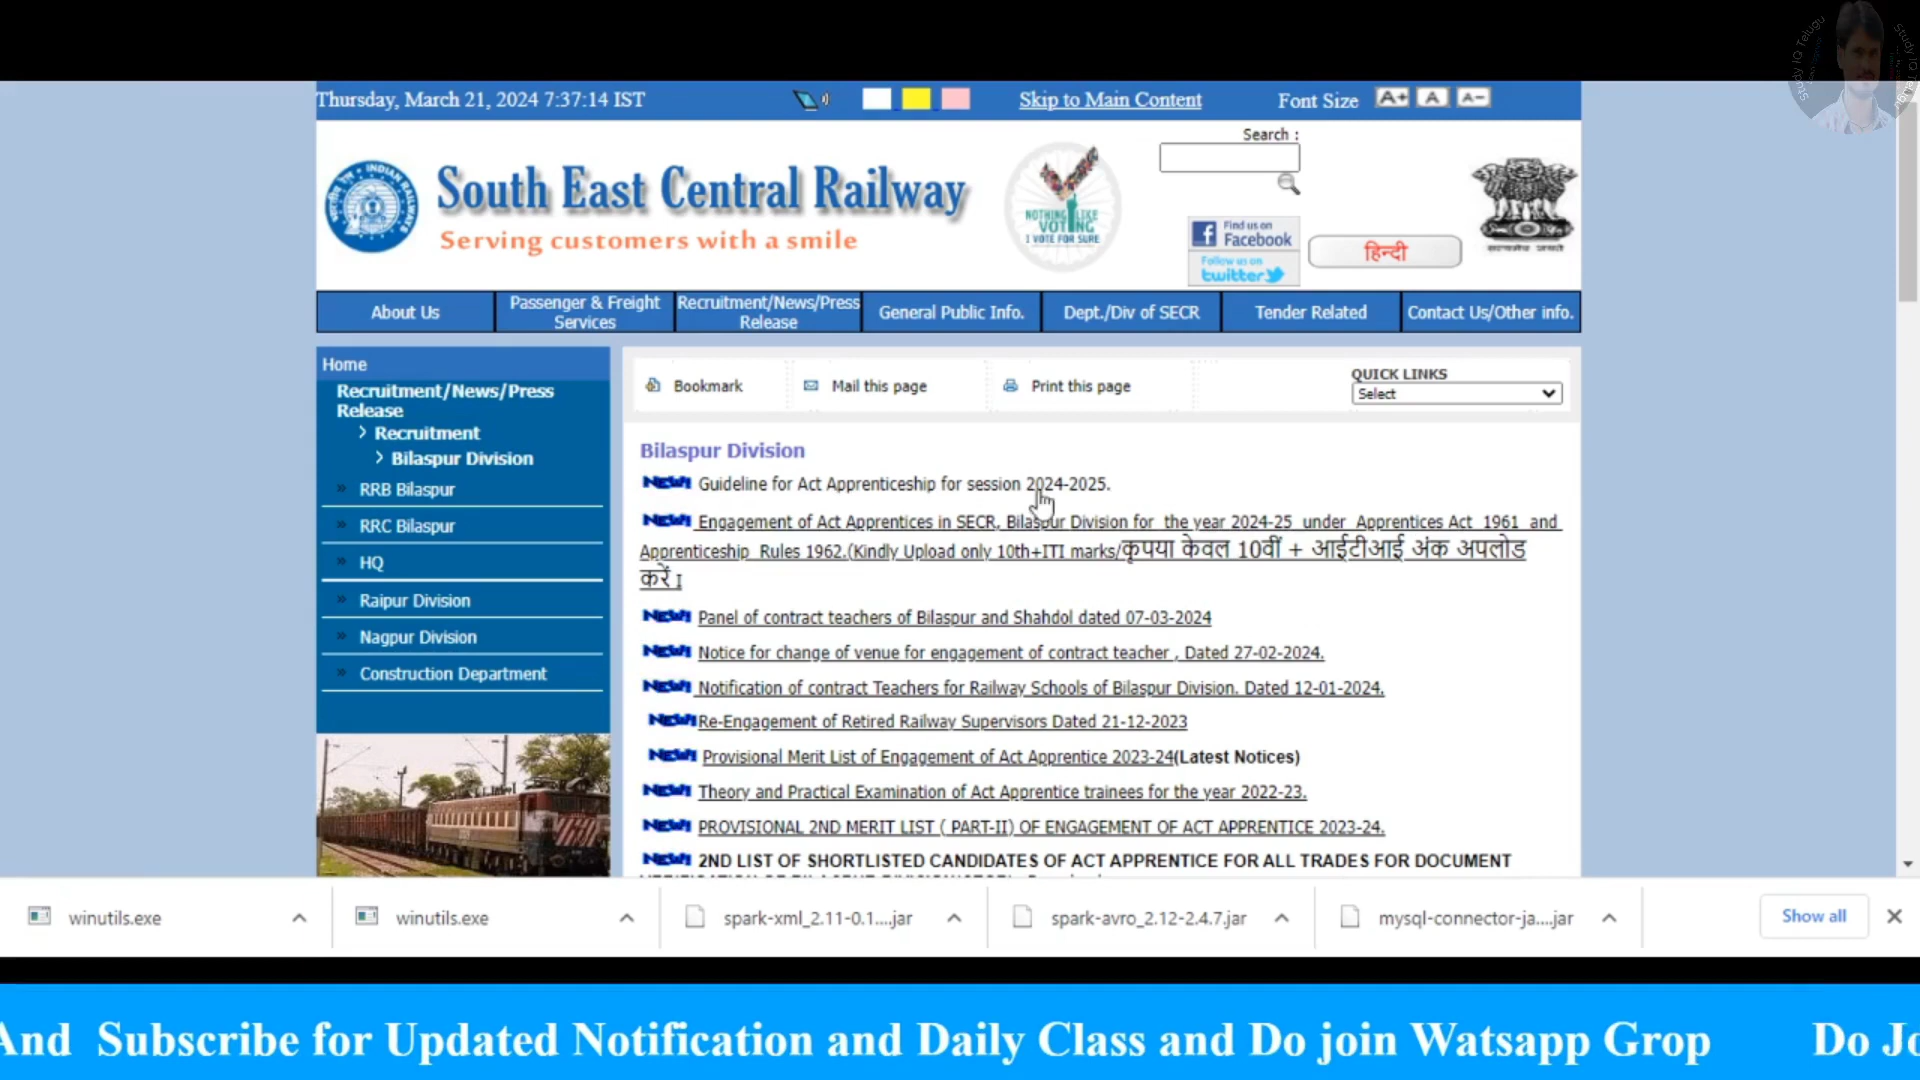 Study IQ Telugu
Thursday, March 21, 2024 7:37:14 IST
Skip to Main Content
Font Size A+ A A-
Search :
South East Central Railway
Serving customers with a smile
NOTHING LIKE
VOTING
I VOTE FOR SURE
Find us on
Facebook
Follow us on
twitter
हिन्दी
सत्यमेव जयते
About Us
Passenger & Freight
Services
Recruitment/News/Press
Release
General Public Info.
Dept./Div of SECR
Tender Related
Contact Us/Other info.
Home
Recruitment/News/Press
Release
Recruitment
Bilaspur Division
RRB Bilaspur
RRC Bilaspur
HQ
Raipur Division
Nagpur Division
Construction Department
Bookmark
Mail this page
Print this page
QUICK LINKS
Select
Bilaspur Division
NEW! Guideline for Act Apprenticeship for session 2024-2025.
NEW! Engagement of Act Apprentices in SECR, Bilaspur Division for the year 2024-25 under Apprentices Act 1961 and
Apprenticeship Rules 1962.(Kindly Upload only 10th+ITI marks/कृपया केवल 10वीं + आईटीआई अंक अपलोड
करें I
NEW! Panel of contract teachers of Bilaspur and Shahdol dated 07-03-2024
NEW! Notice for change of venue for engagement of contract teacher , Dated 27-02-2024.
NEW! Notification of contract Teachers for Railway Schools of Bilaspur Division. Dated 12-01-2024.
NEW! Re-Engagement of Retired Railway Supervisors Dated 21-12-2023
NEW! Provisional Merit List of Engagement of Act Apprentice 2023-24(Latest Notices)
NEW! Theory and Practical Examination of Act Apprentice trainees for the year 2022-23.
NEW! PROVISIONAL 2ND MERIT LIST ( PART-II) OF ENGAGEMENT OF ACT APPRENTICE 2023-24.
NEW! 2ND LIST OF SHORTLISTED CANDIDATES OF ACT APPRENTICE FOR ALL TRADES FOR DOCUMENT
winutils.exe
winutils.exe
spark-xml_2.11-0.1....jar
spark-avro_2.12-2.4.7.jar
mysql-connector-ja....jar
Show all
And Subscribe for Updated Notification and Daily Class and Do join Watsapp Grop Do Jo